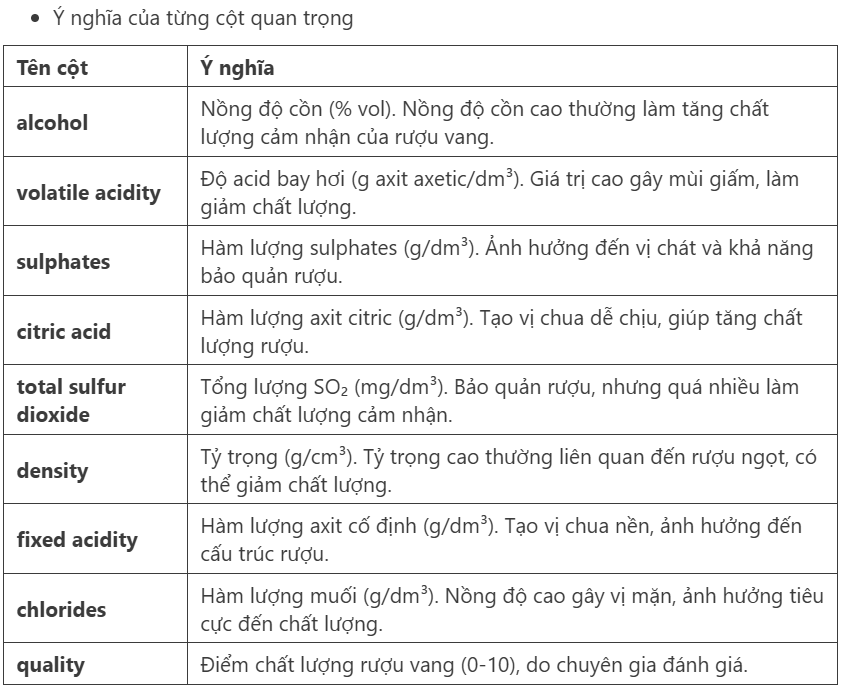 • Ý nghĩa của từng cột quan trọng
Tên cột
Ý nghĩa
alcohol
Nồng độ cồn (% vol). Nồng độ cồn cao thường làm tăng chất
lượng cảm nhận của rượu vang.
volatile acidity
Độ acid bay hơi (g axit axetic/dm³). Giá trị cao gây mùi giấm, làm
giảm chất lượng.
sulphates
Hàm lượng sulphates (g/dm³). Ảnh hưởng đến vị chát và khả năng
bảo quản rượu.
citric acid
Hàm lượng axit citric (g/dm³). Tạo vị chua dễ chịu, giúp tăng chất
lượng rượu.
total sulfur
dioxide
Tổng lượng SO₂ (mg/dm³). Bảo quản rượu, nhưng quá nhiều làm
giảm chất lượng cảm nhận.
density
Tỷ trọng (g/cm³). Tỷ trọng cao thường liên quan đến rượu ngọt, có
thể giảm chất lượng.
fixed acidity
Hàm lượng axit cố định (g/dm³). Tạo vị chua nền, ảnh hưởng đến
cấu trúc rượu.
chlorides
Hàm lượng muối (g/dm³). Nồng độ cao gây vị mặn, ảnh hưởng tiêu
cực đến chất lượng.
quality
Điểm chất lượng rượu vang (0-10), do chuyên gia đánh giá.